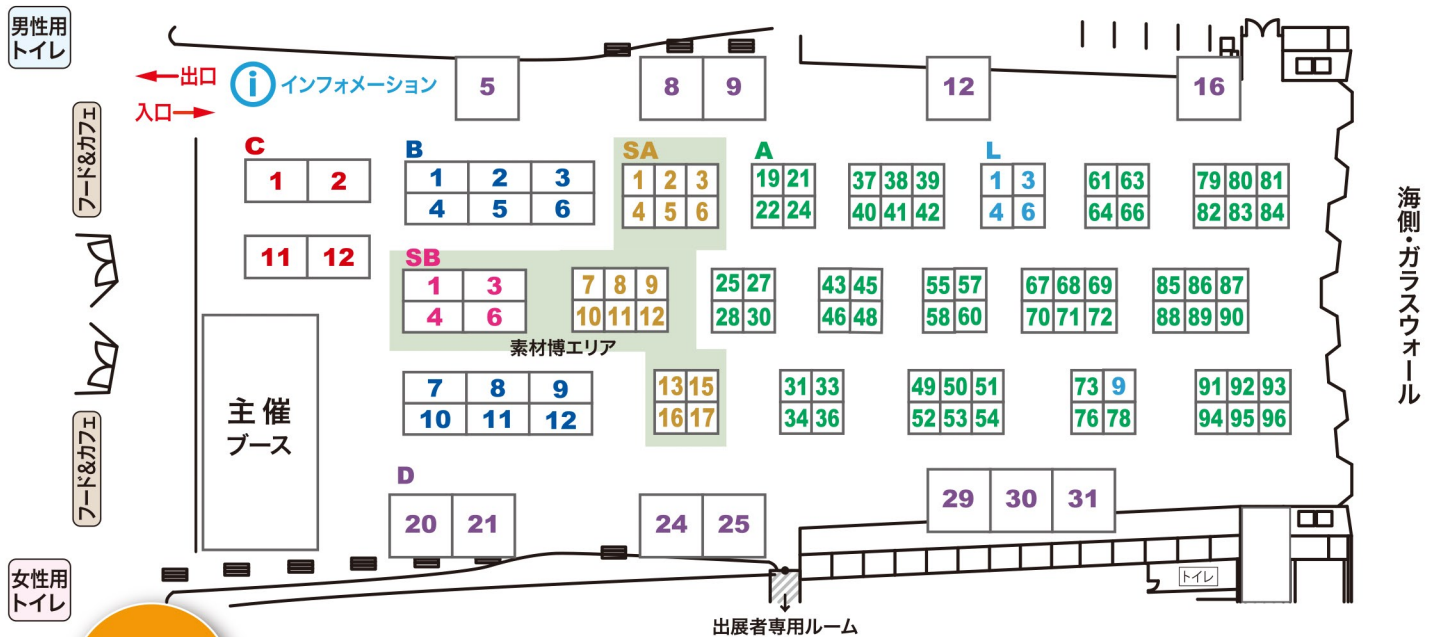 男性用
トイレ
出口
インフォメーション
入口
5
8 9
12
16
フード&カフェ
C
1 2
11 12
B
1 2 3
4 5 6
SA
1 2 3
4 5 6
A
19 21
22 24
37 38 39
40 41 42
L
1 3
4 6
61 63
64 66
79 80 81
82 83 84
海側・ガラスウォール
SB
1 3
4 6
7 8 9
10 11 12
素材博エリア
25 27
28 30
43 45
46 48
55 57
58 60
67 68 69
70 71 72
85 86 87
88 89 90
主催
ブース
7 8 9
10 11 12
13 15
16 17
31 33
34 36
49 50 51
52 53 54
73 9
76 78
91 92 93
94 95 96
フード&カフェ
D
20 21
24 25
29 30 31
女性用
トイレ
トイレ
出展者専用ルーム